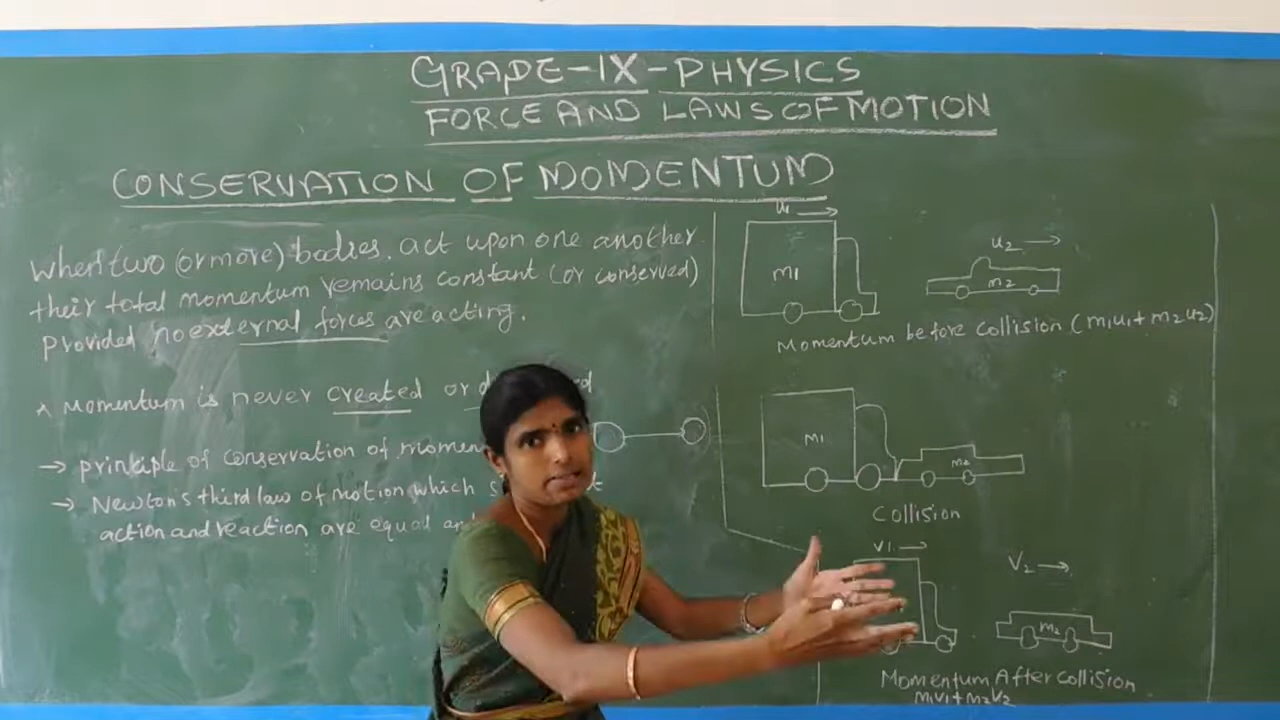 GRADE-IX-PHYSICS
FORCE AND LAWS OF MOTION
CONSERVATION OF MOMENTUM
When two (or more) bodies. act upon one another
their total momentum remains constant (or conserved)
Provided no external forces are acting.
Momentum is never created or
→ principle of conservation of
→ Newton's third law of motion which
action and reaction are equal
u1 →
m1
u2 →
m2
Momentum before collision (m1u1+m2u2)
m1
m2
Collision
V1 →
V2 →
m2
Momentum After collision
m1v1+m2v2